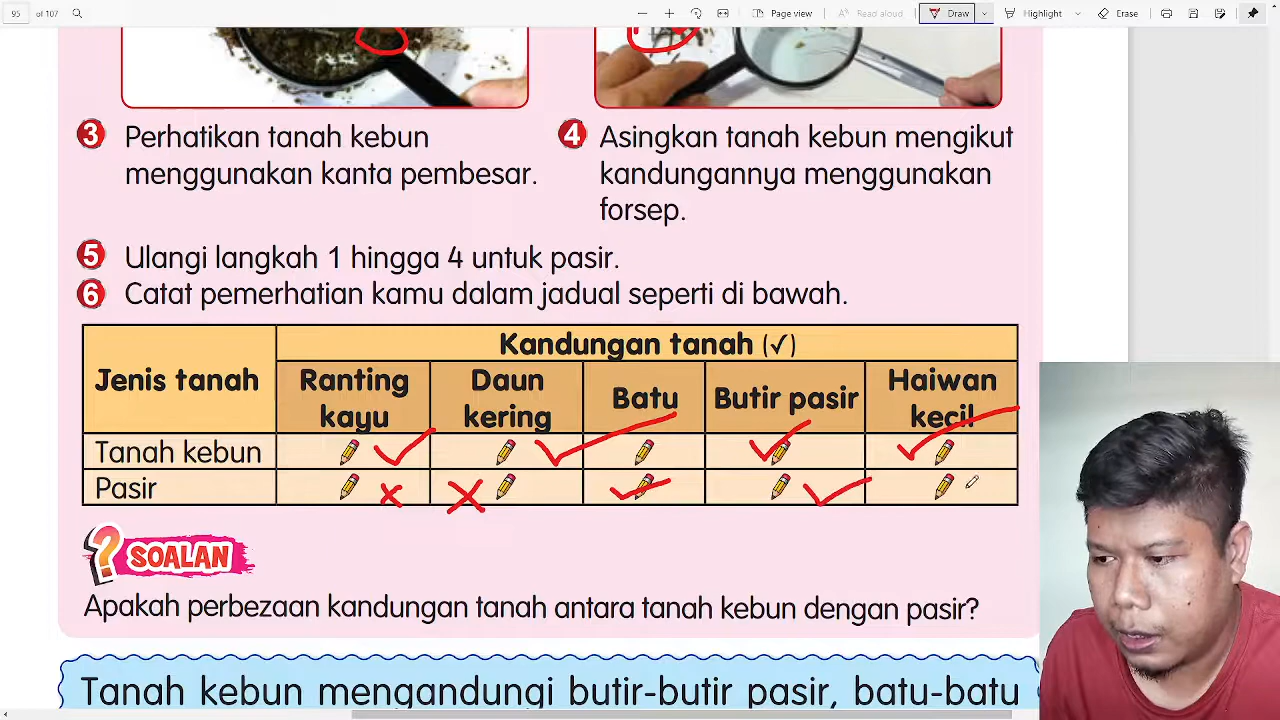 95 of 107
Page view
Read aloud
Draw
Highlight
Erase
3 Perhatikan tanah kebun
menggunakan kanta pembesar.
4 Asingkan tanah kebun mengikut
kandungannya menggunakan
forsep.
5 Ulangi langkah 1 hingga 4 untuk pasir.
6 Catat pemerhatian kamu dalam jadual seperti di bawah.
Jenis tanah
Kandungan tanah (✓)
Ranting
kayu
Daun
kering
Batu
Butir pasir
Haiwan
kecil
Tanah kebun
Pasir
? SOALAN
Apakah perbezaan kandungan tanah antara tanah kebun dengan pasir?
Tanah kebun mengandungi butir-butir pasir, batu-batu